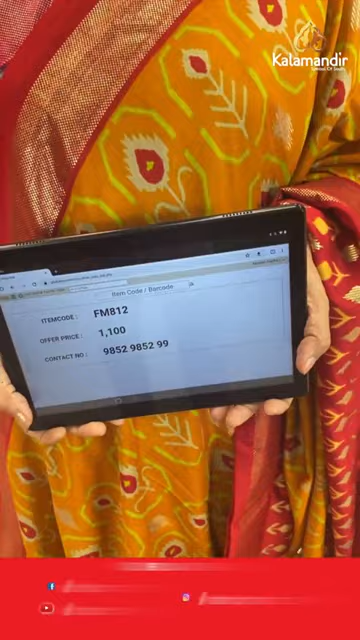 Kalamandir
Item Code / Barcode
ITEMCODE : FM812
OFFER PRICE : 1,100
CONTACT NO : 9852 9852 99